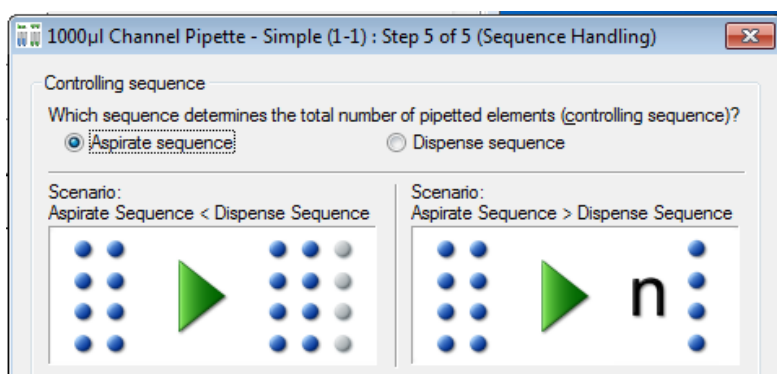 1000µl Channel Pipette - Simple (1-1) : Step 5 of 5 (Sequence Handling)
Controlling sequence
Which sequence determines the total number of pipetted elements (controlling sequence)?
Aspirate sequence
Dispense sequence
Scenario:
Aspirate Sequence < Dispense Sequence
Scenario:
Aspirate Sequence > Dispense Sequence
n